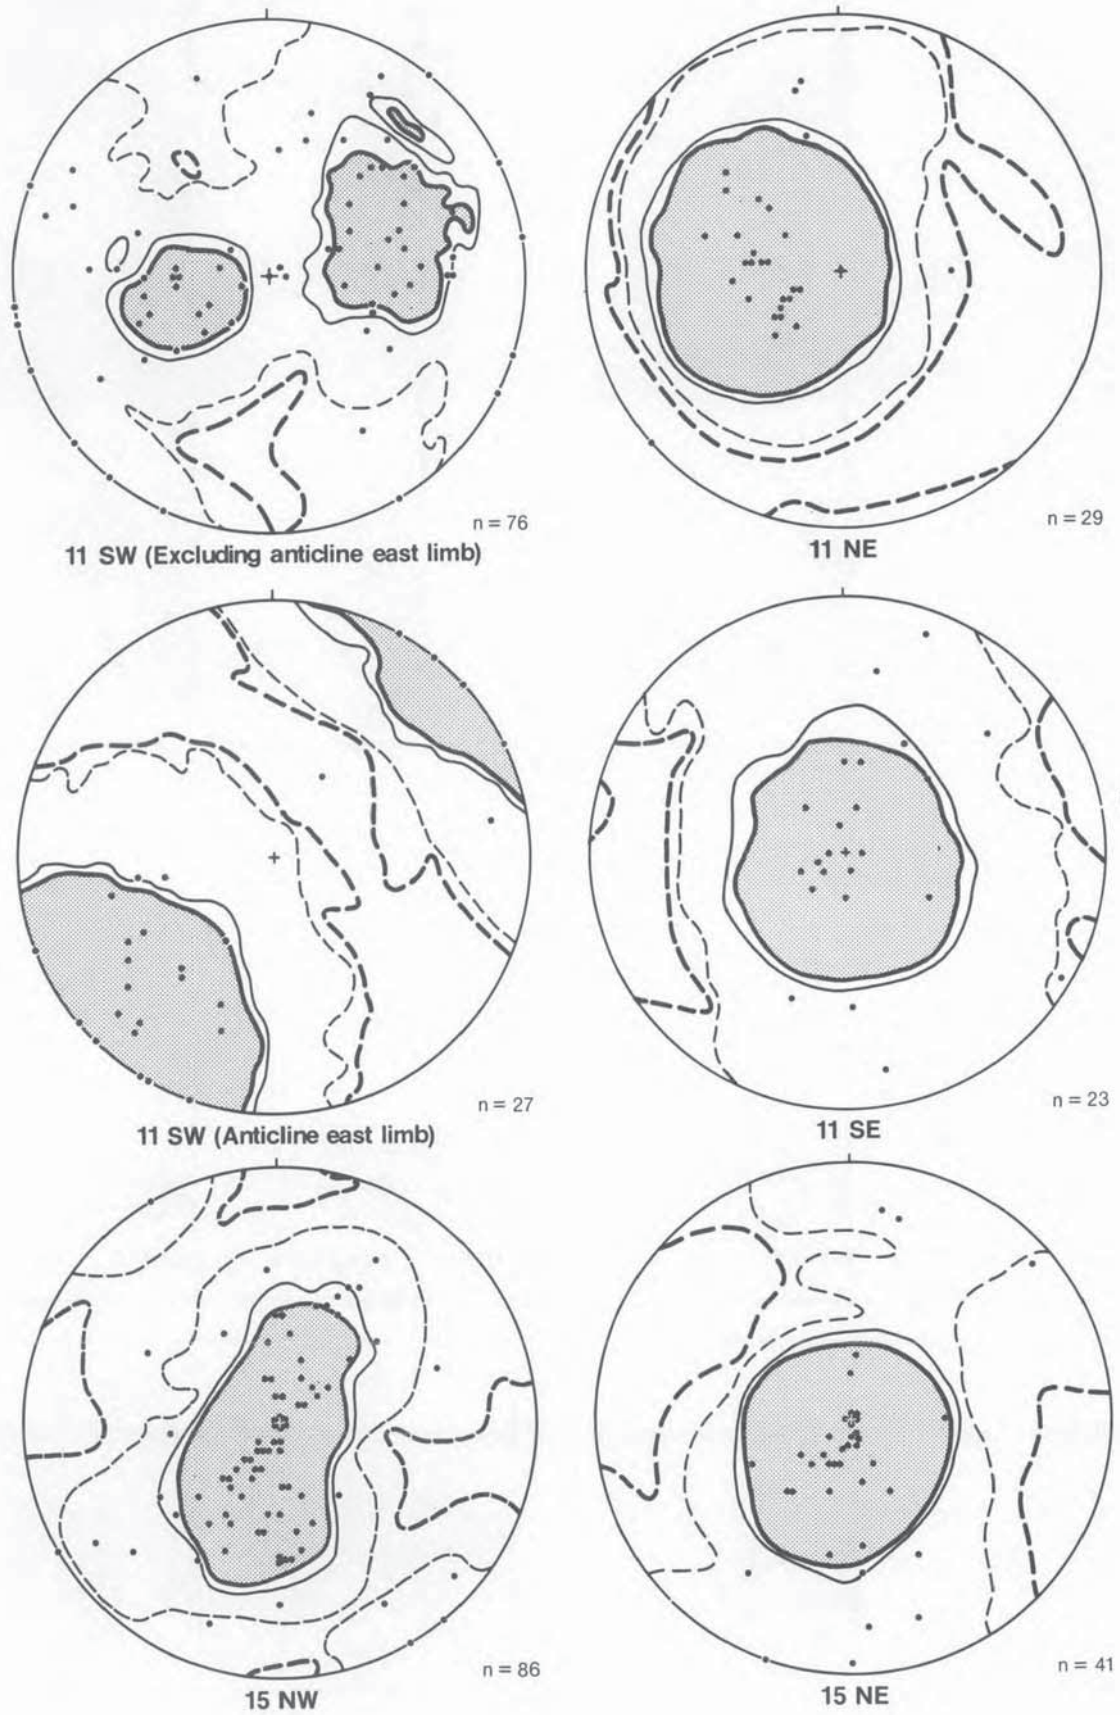 n = 76
11 SW (Excluding anticline east limb)
n = 29
11 NE
n = 27
11 SW (Anticline east limb)
n = 23
11 SE
n = 86
15 NW
n = 41
15 NE